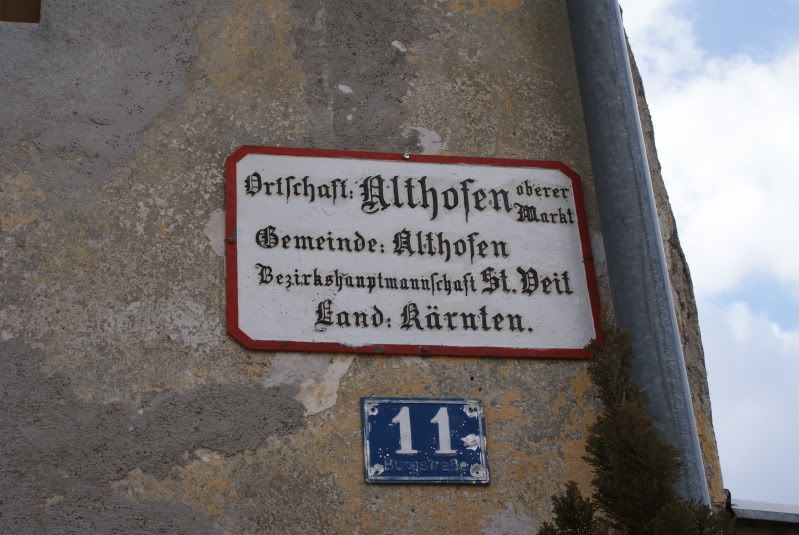 Ortschaft: Althofen oberer Markt
Gemeinde: Althofen
Bezirkshauptmannschaft St. Veit
Land: Kärnten.
11
Burgstraße